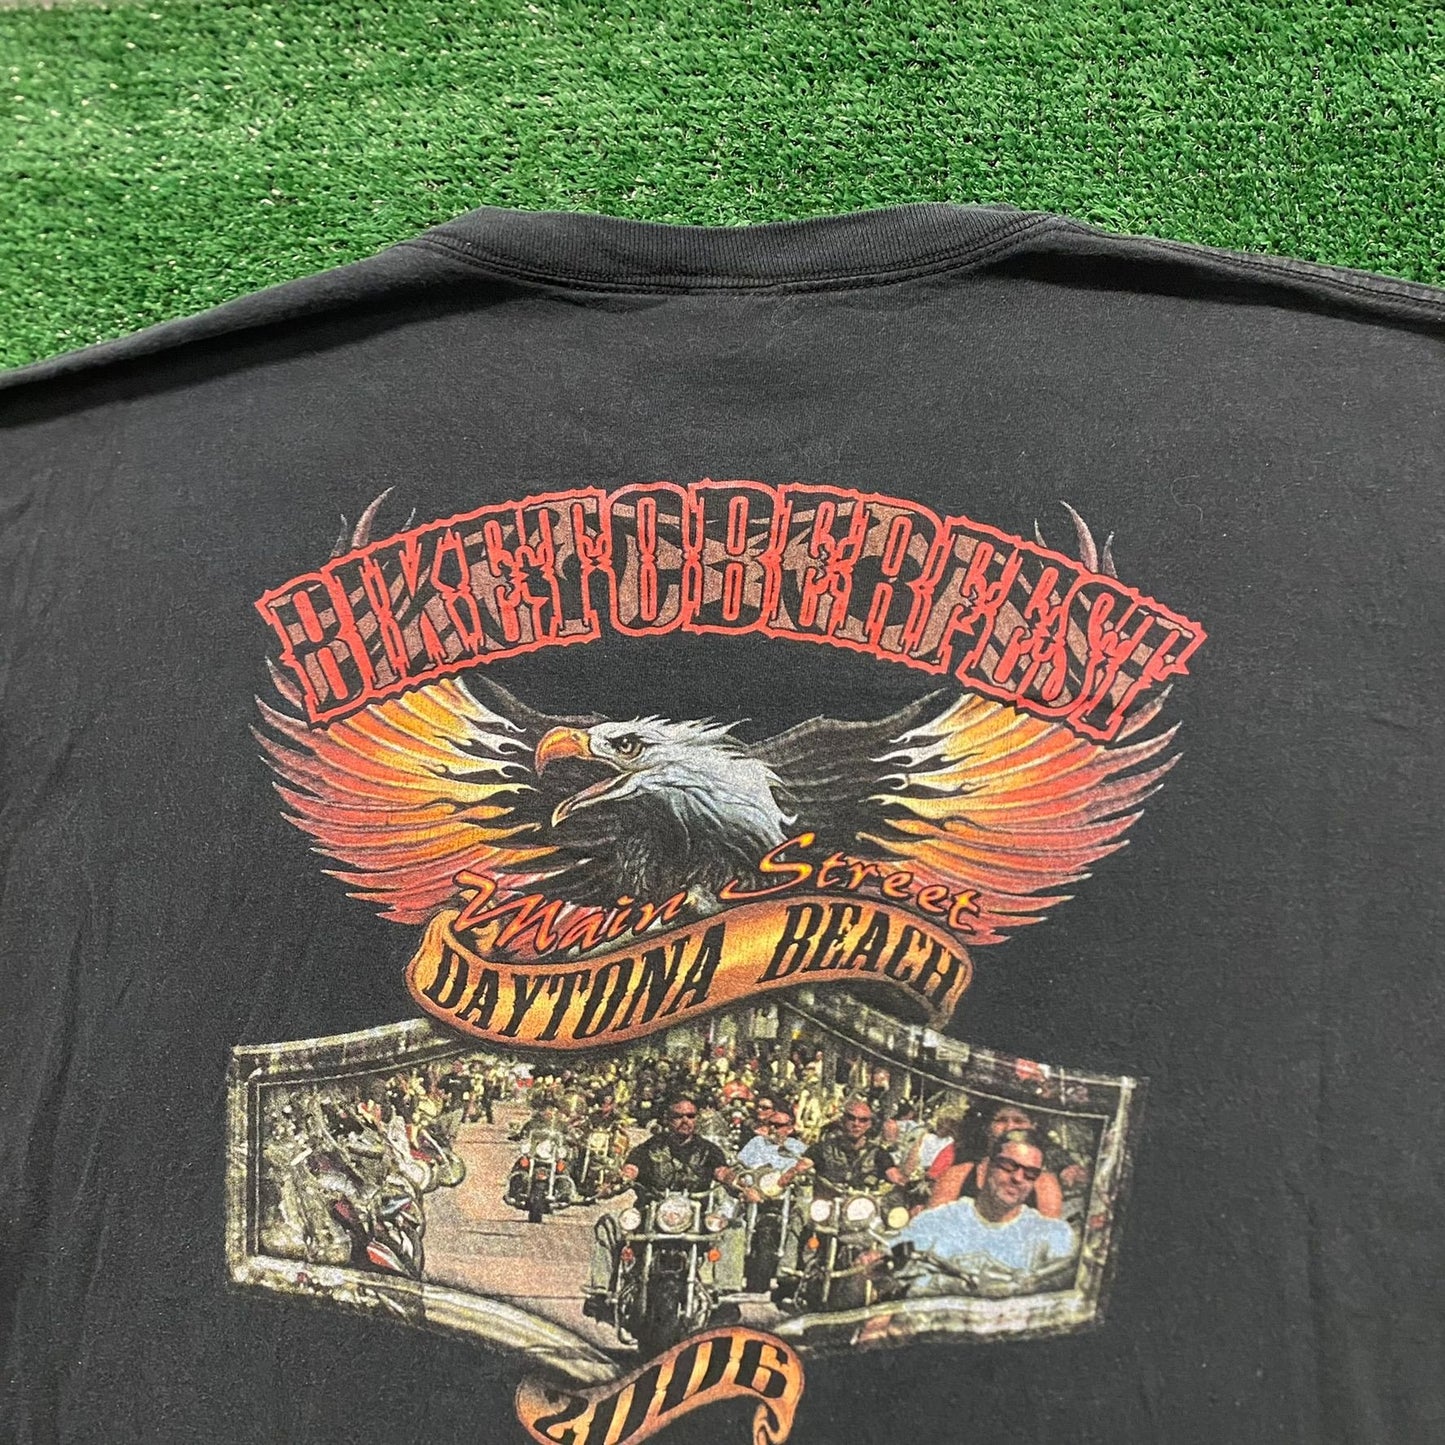 BIKETOBERFEST
Main Street
DAYTONA BEACH
2006